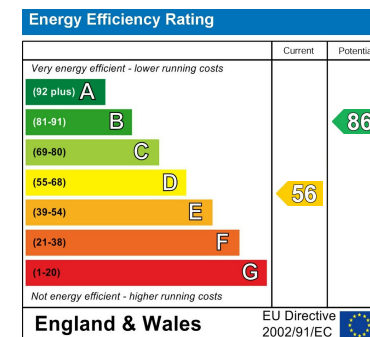 Energy Efficiency Rating
Current Potentia
Very energy efficient - lower running costs
(92 plus) A
(81-91) B
86
(69-80) C
(55-68) D
56
(39-54) E
(21-38) F
(1-20) G
Not energy efficient - higher running costs
England & Wales
EU Directive
2002/91/EC